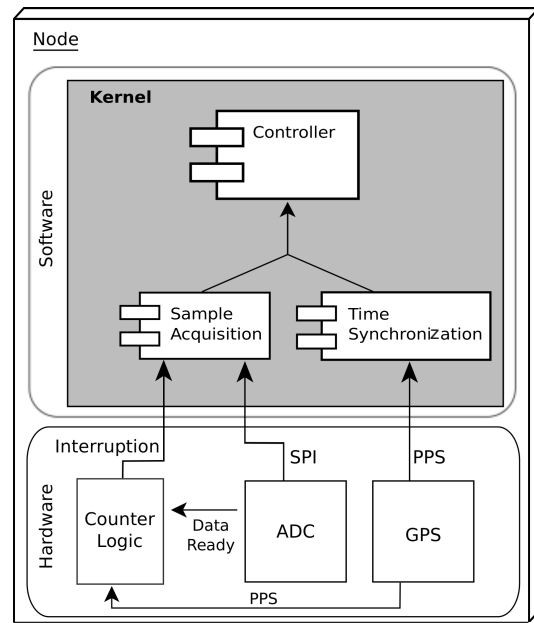 Node
Kernel
Controller
Software
Sample
Acquisition
Time
Synchronization
Interruption
SPI
PPS
Hardware
Counter
Logic
Data
Ready
ADC
GPS
PPS